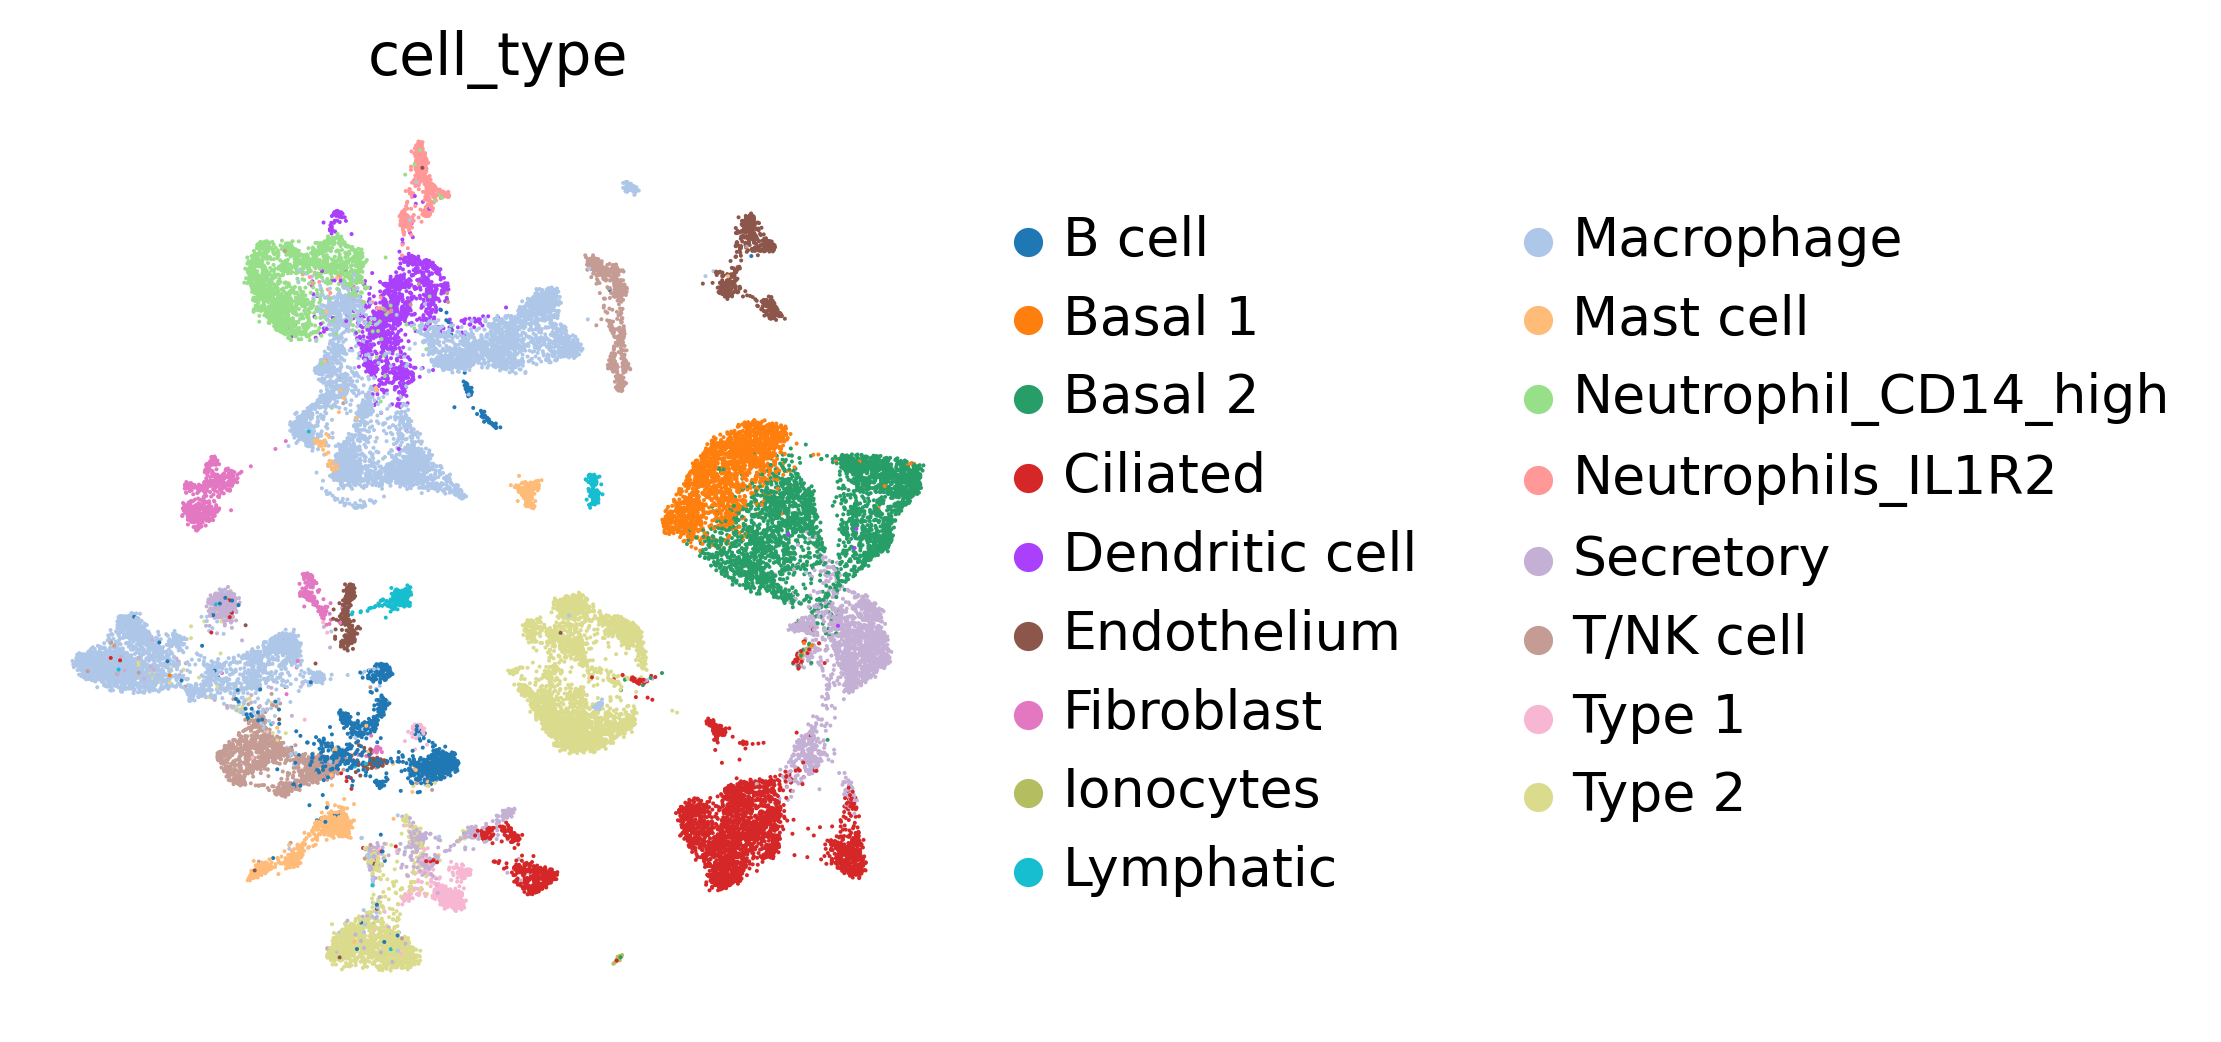 cell_type
B cell
Basal 1
Basal 2
Ciliated
Dendritic cell
Endothelium
Fibroblast
Ionocytes
Lymphatic
Macrophage
Mast cell
Neutrophil_CD14_high
Neutrophils_IL1R2
Secretory
T/NK cell
Type 1
Type 2